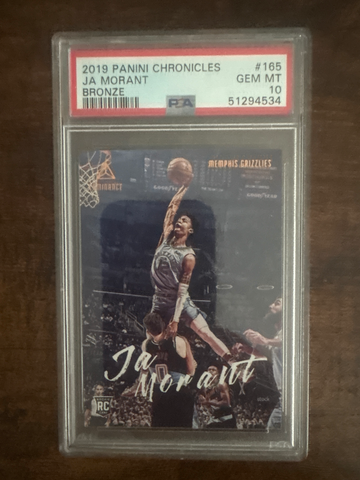 2019 PANINI CHRONICLES #165
JA MORANT GEM MT
BRONZE 10
PSA 51294534
MEMPHIS GRIZZLIES
Ja
Morant
RC